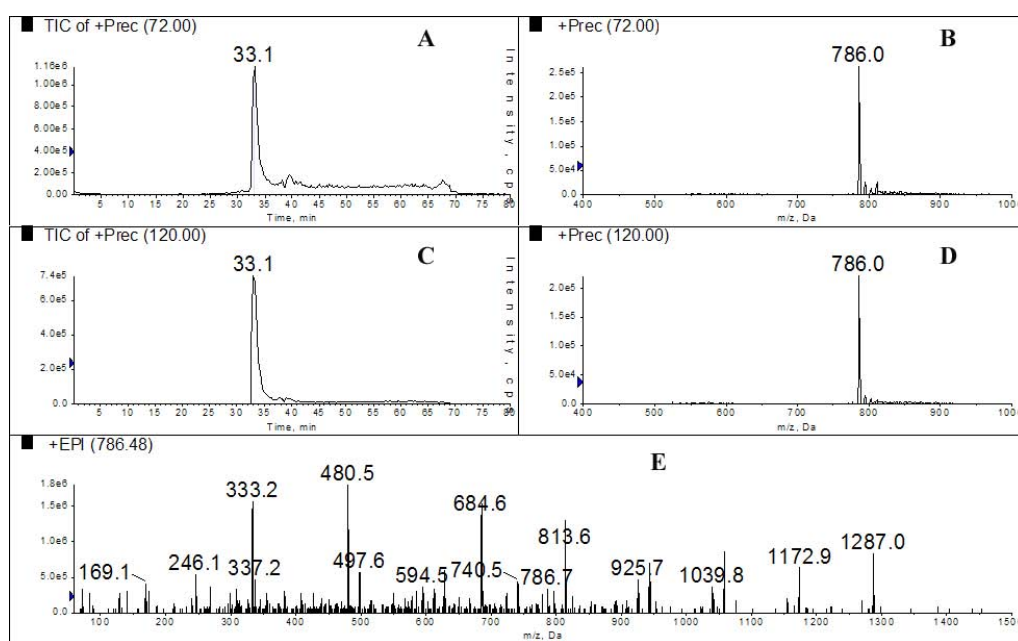 TIC of +Prec (72.00)
A
33.1
1.16e6
1.00e6
8.00e5
6.00e5
4.00e5
2.00e5
0.00
5 10 15 20 25 30 35 40 45 50 55 60 65 70 75 80
Time, min
Intensity, cps
+Prec (72.00)
B
786.0
2.5e5
2.0e5
1.5e5
1.0e5
5.0e4
0.0
400 500 600 700 800 900 1000
m/z, Da
TIC of +Prec (120.00)
C
33.1
7.4e5
6.0e5
4.0e5
2.0e5
0.0
5 10 15 20 25 30 35 40 45 50 55 60 65 70 75 80
Time, min
Intensity, cps
+Prec (120.00)
D
786.0
2.0e5
1.5e5
1.0e5
5.0e4
0.0
400 500 600 700 800 900 1000
m/z, Da
+EPI (786.48)
E
1.8e6
1.5e6
1.0e6
5.0e5
0.0
169.1
246.1
333.2
337.2
480.5
497.6
594.5
684.6
740.5
786.7
813.6
925.7
1039.8
1172.9
1287.0
100 200 300 400 500 600 700 800 900 1000 1100 1200 1300 1400 1500
m/z, Da